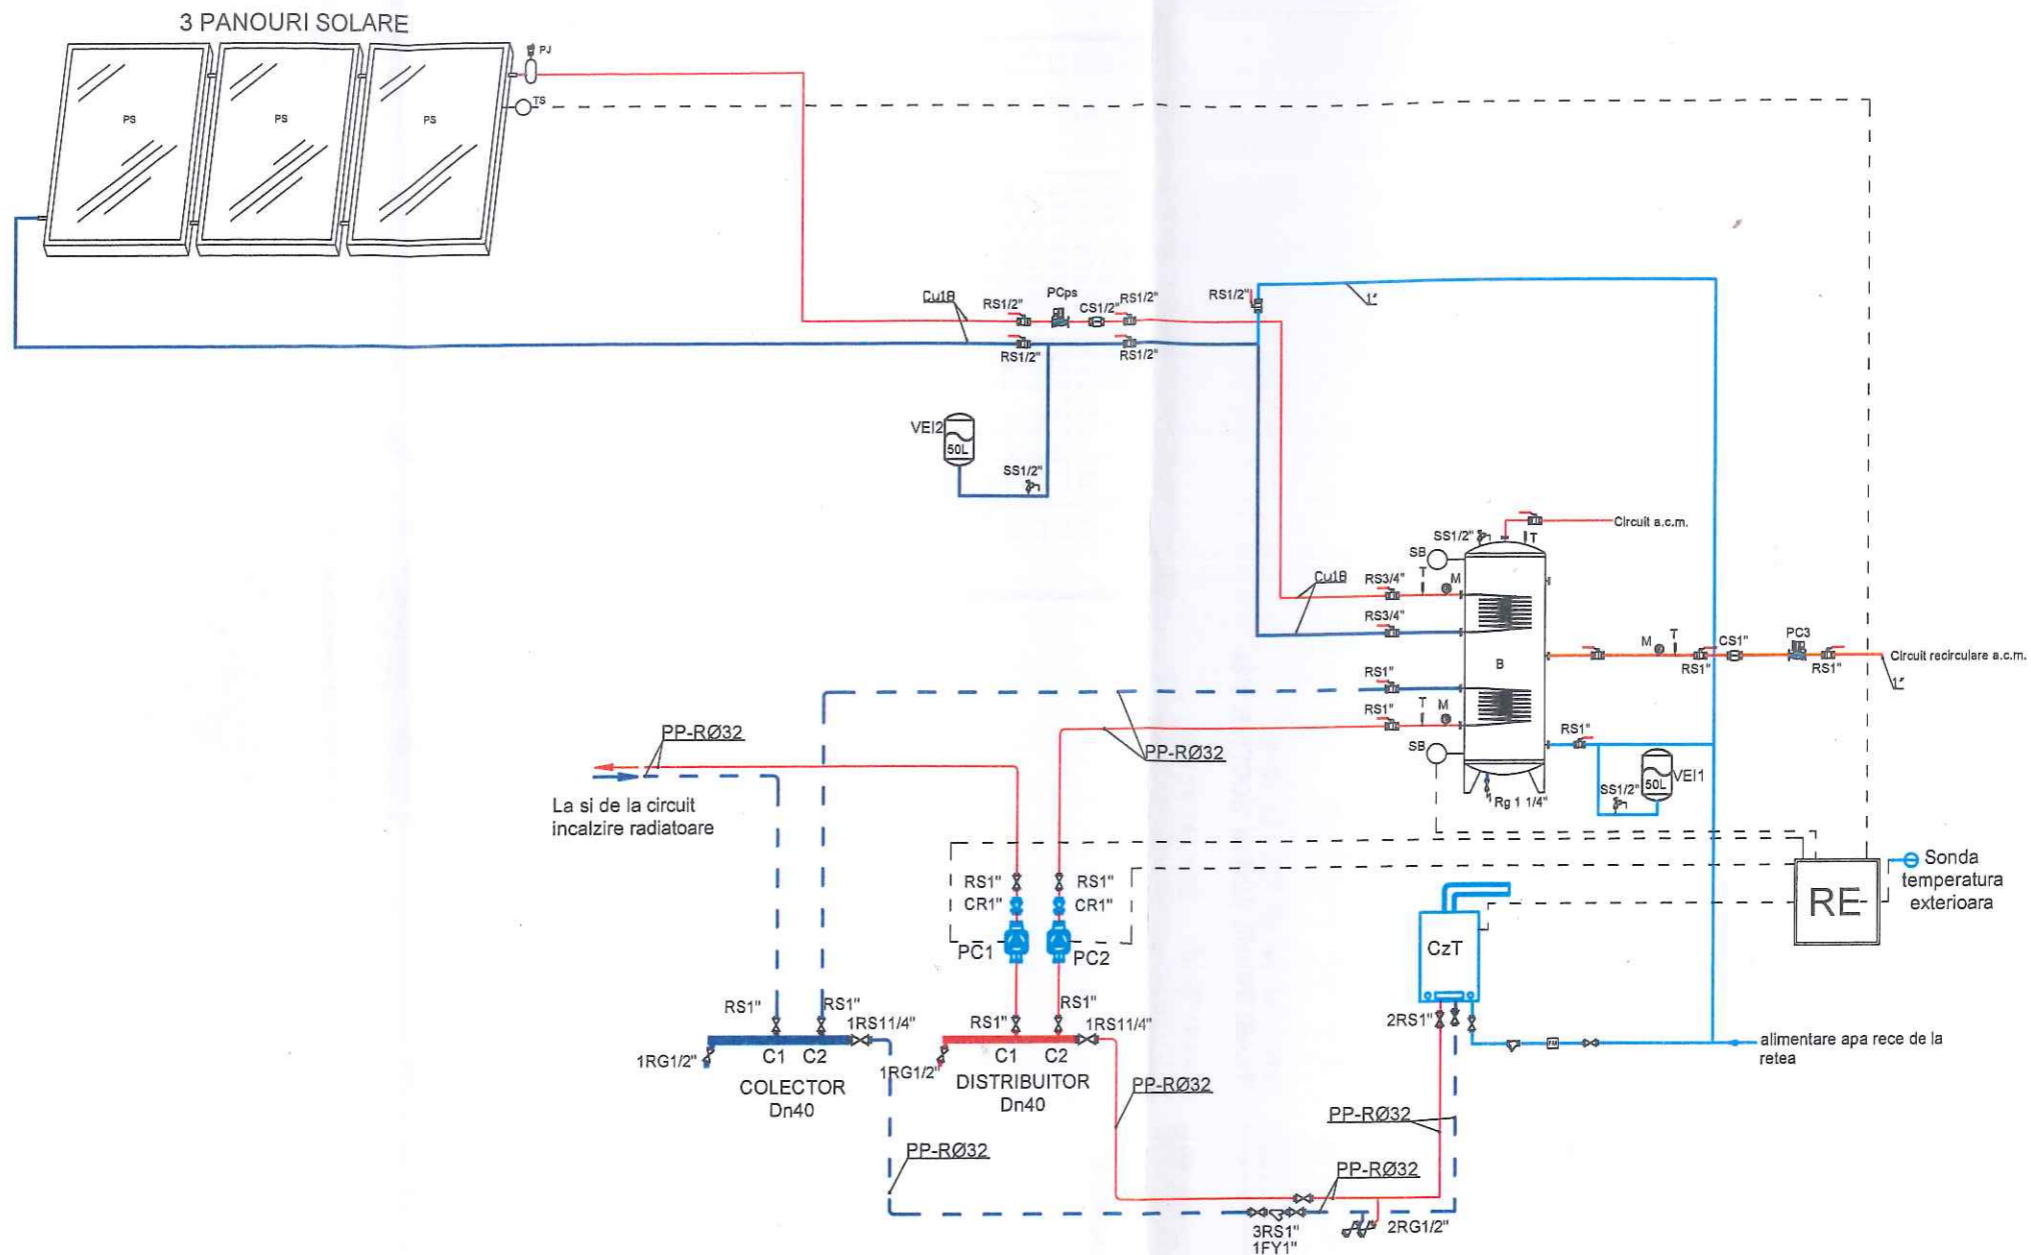 3 PANOURI SOLARE
PJ
TS
PS
PS
PS
Cu18
RS1/2"
PCps
CS1/2"
RS1/2"
RS1/2"
1"
RS1/2"
RS1/2"
VEI2
50L
SS1/2"
Circuit a.c.m.
SS1/2"
T
SB
Cu18
RS3/4"
T
M
RS3/4"
M
T
CS1"
PC3
B
RS1"
RS1"
Circuit recirculare a.c.m.
1"
RS1"
RS1"
T
M
RS1"
PP-RØ32
PP-RØ32
SB
VEI1
50L
SS1/2"
Rg 1 1/4"
La si de la circuit
incalzire radiatoare
RS1"
RS1"
CR1"
CR1"
PC1
PC2
Sonda
temperatura
exterioara
RE
CzT
RS1"
RS1"
1RS11/4"
RS1"
RS1"
1RS11/4"
2RS1"
C1
C2
C1
C2
1RG1/2"
1RG1/2"
COLECTOR
Dn40
DISTRIBUITOR
Dn40
FM
alimentare apa rece de la
retea
PP-RØ32
PP-RØ32
PP-RØ32
PP-RØ32
3RS1"
1FY1"
2RG1/2"